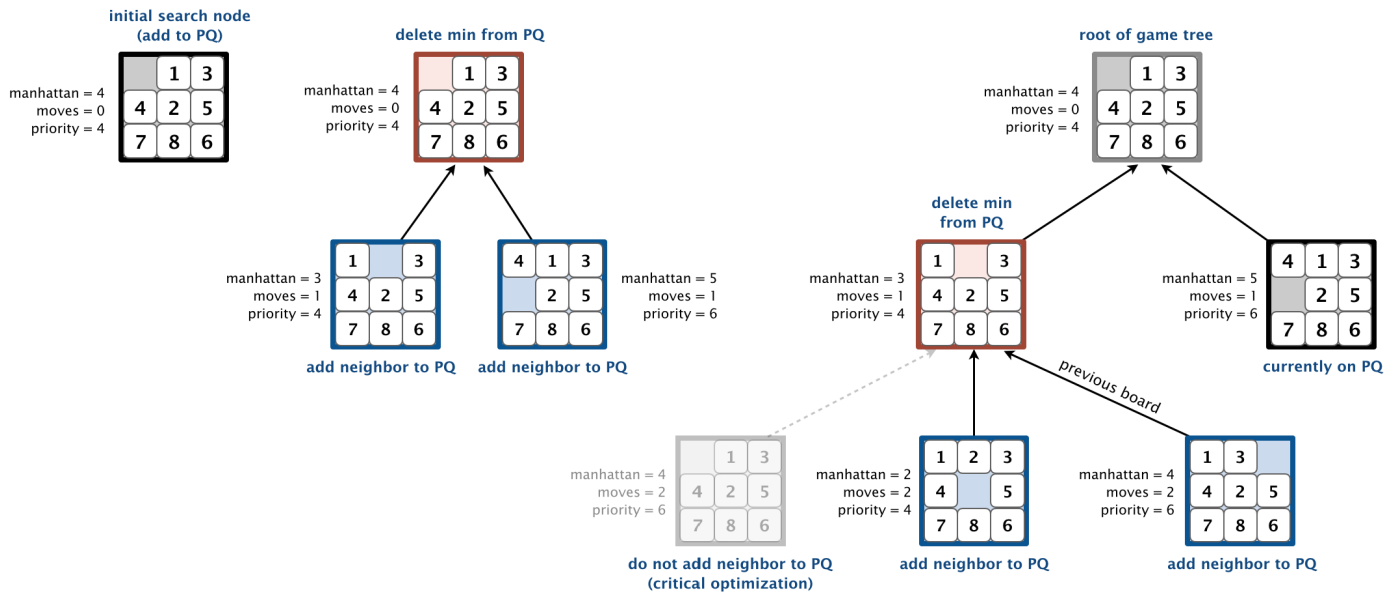 initial search node
(add to PQ)
manhattan = 4
moves = 0
priority = 4
1 3
4 2 5
7 8 6
delete min from PQ
manhattan = 4
moves = 0
priority = 4
1 3
4 2 5
7 8 6
manhattan = 3
moves = 1
priority = 4
1 3
4 2 5
7 8 6
add neighbor to PQ
4 1 3
2 5
7 8 6
manhattan = 5
moves = 1
priority = 6
add neighbor to PQ
root of game tree
manhattan = 4
moves = 0
priority = 4
1 3
4 2 5
7 8 6
delete min
from PQ
manhattan = 3
moves = 1
priority = 4
1 3
4 2 5
7 8 6
manhattan = 5
moves = 1
priority = 6
4 1 3
2 5
7 8 6
currently on PQ
previous board
manhattan = 4
moves = 2
priority = 6
1 3
4 2 5
7 8 6
do not add neighbor to PQ
(critical optimization)
manhattan = 2
moves = 2
priority = 4
1 2 3
4 5
7 8 6
add neighbor to PQ
manhattan = 4
moves = 2
priority = 6
1 3
4 2 5
7 8 6
add neighbor to PQ